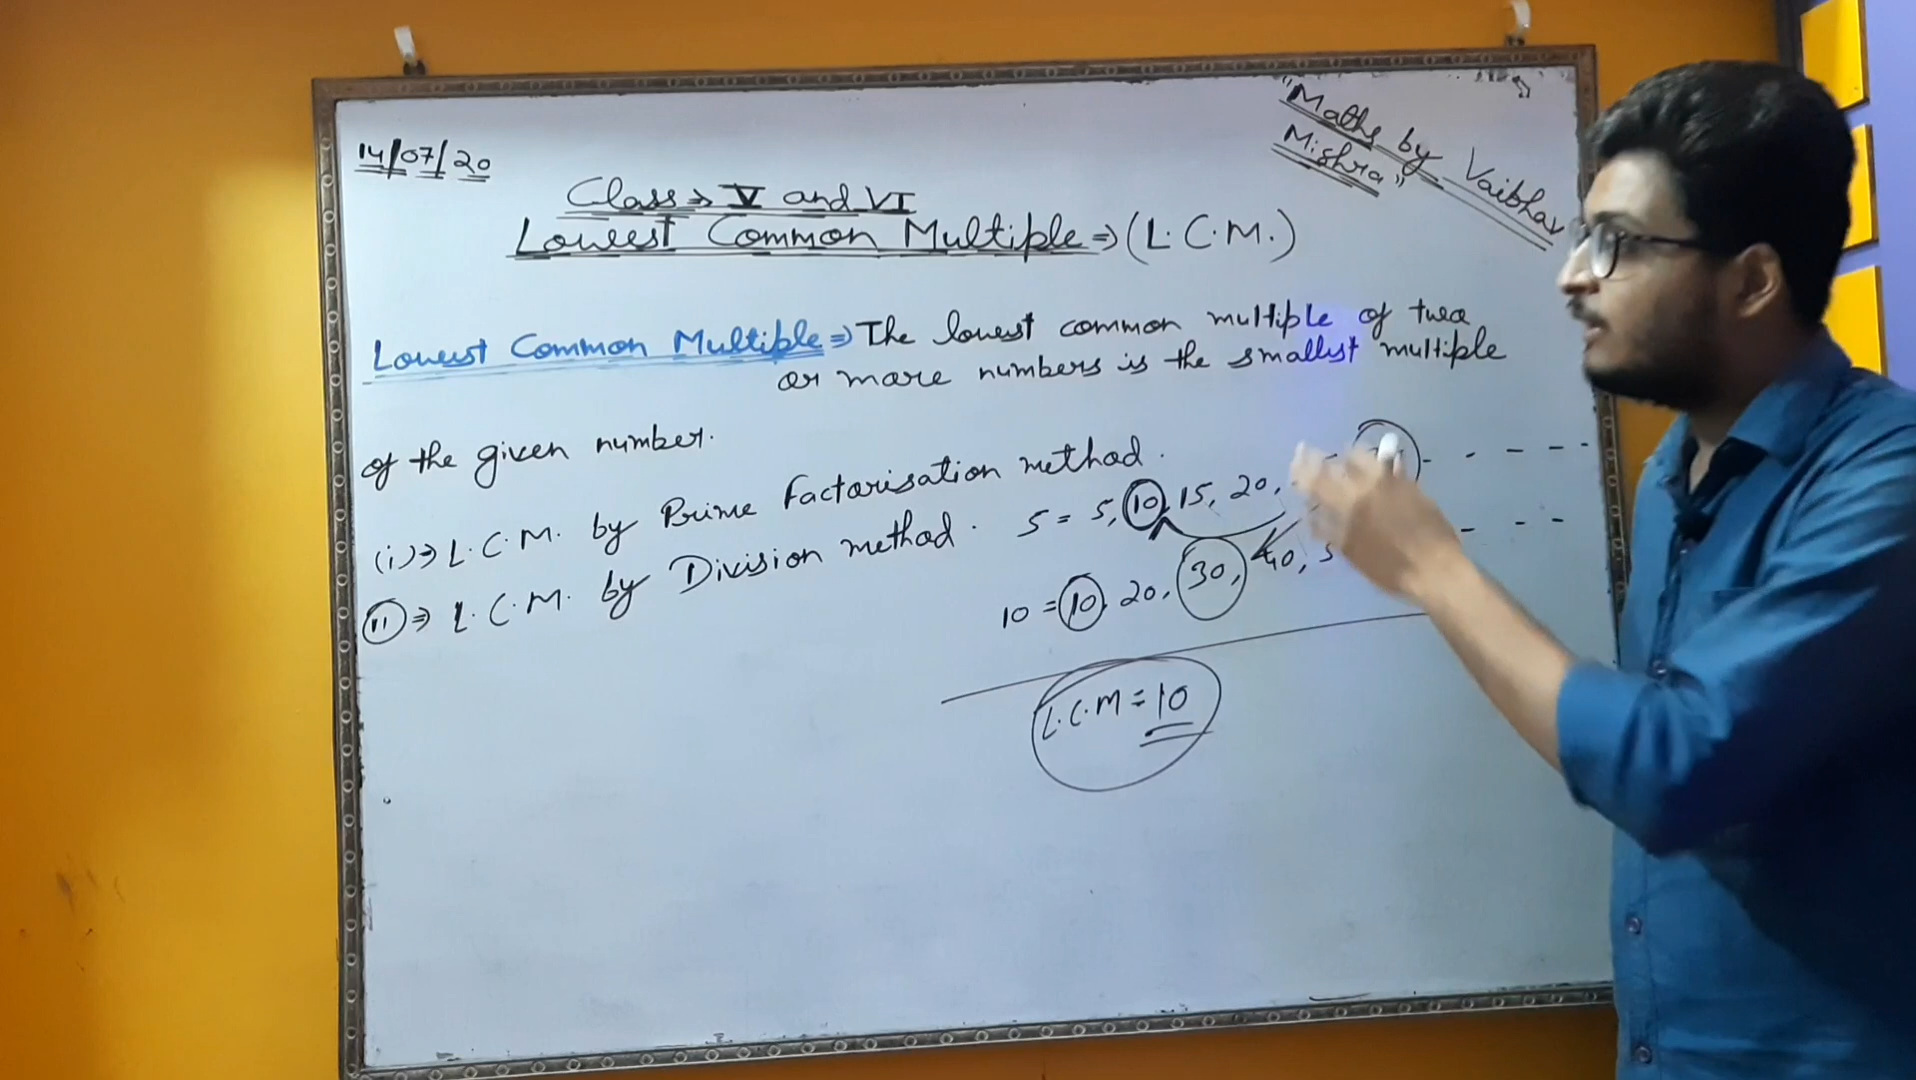 14/07/20
"Maths by Vaibhav
Mishra"
Class ⇒ V and VI
Lowest Common Multiple ⇒ (L.C.M.)
Lowest Common Multiple ⇒ The lowest common multiple of two
or more numbers is the smallest multiple
of the given number.
(i) ⇒ L.C.M. by Prime Factorisation method.
(ii) ⇒ L.C.M. by Division method.
5 = 5, 10, 15, 20, - - - -
10 = 10, 20, 30, 40, - - -
L.C.M = 10